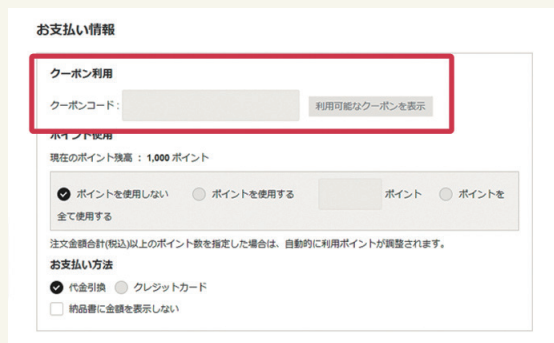 お支払い情報
クーポン利用
クーポンコード：
利用可能なクーポンを表示
ポイント使用
現在のポイント残高 ： 1,000 ポイント
ポイントを使用しない ポイントを使用する ポイント ポイントを
全て使用する
注文金額合計(税込)以上のポイント数を指定した場合は、自動的に利用ポイントが調整されます。
お支払い方法
代金引換 クレジットカード
納品書に金額を表示しない